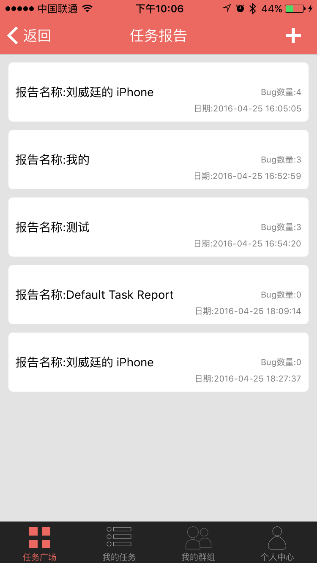 中国联通 下午10:06 44%
返回 任务报告
报告名称:刘威廷的 iPhone
Bug数量:4
日期:2016-04-25 16:05:05
报告名称:我的
Bug数量:3
日期:2016-04-25 16:52:59
报告名称:测试
Bug数量:3
日期:2016-04-25 16:54:20
报告名称:Default Task Report
Bug数量:0
日期:2016-04-25 18:09:14
报告名称:刘威廷的 iPhone
Bug数量:0
日期:2016-04-25 18:27:37
任务广场 我的任务 我的群组 个人中心